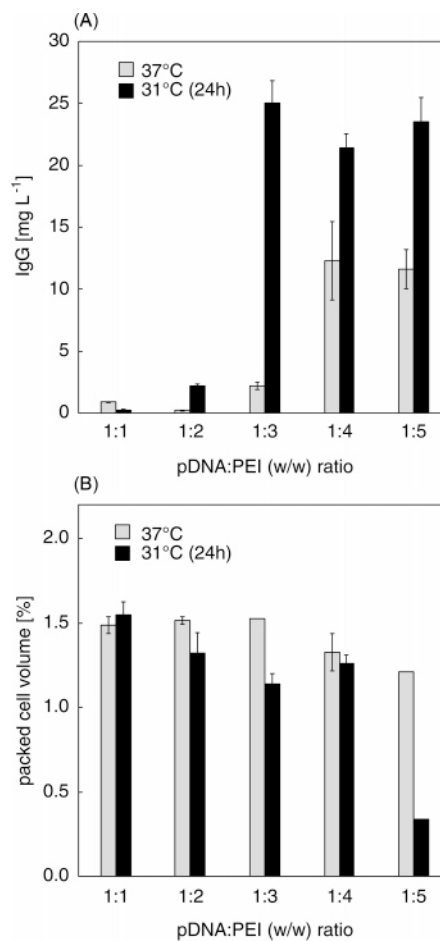 (A)
30
25
20
15
10
5
0
IgG [mg L⁻¹]
37°C
31°C (24h)
1:1 1:2 1:3 1:4 1:5
pDNA:PEI (w/w) ratio
(B)
2.0
1.5
1.0
0.5
0.0
packed cell volume [%]
37°C
31°C (24h)
1:1 1:2 1:3 1:4 1:5
pDNA:PEI (w/w) ratio